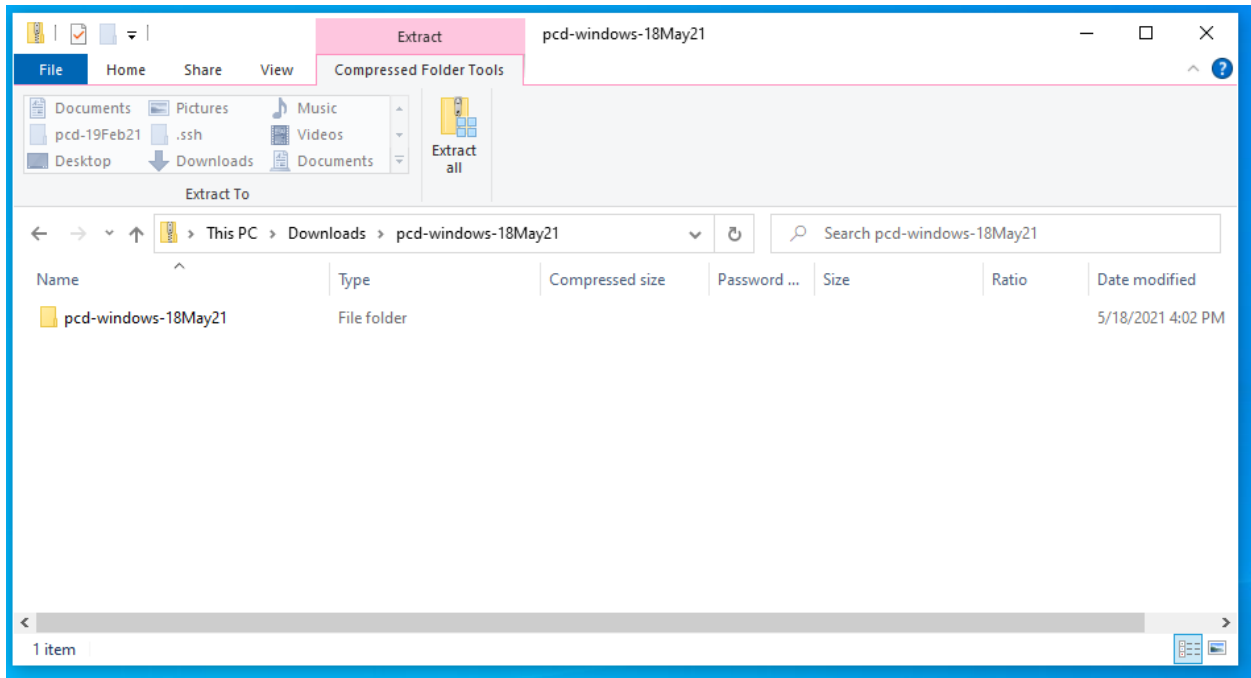 Extract pcd-windows-18May21
File Home Share View Compressed Folder Tools ?
Documents Pictures Music
pcd-19Feb21 .ssh Videos
Desktop Downloads Documents
Extract all
Extract To
This PC > Downloads > pcd-windows-18May21 Search pcd-windows-18May21
Name Type Compressed size Password ... Size Ratio Date modified
pcd-windows-18May21 File folder 5/18/2021 4:02 PM
1 item